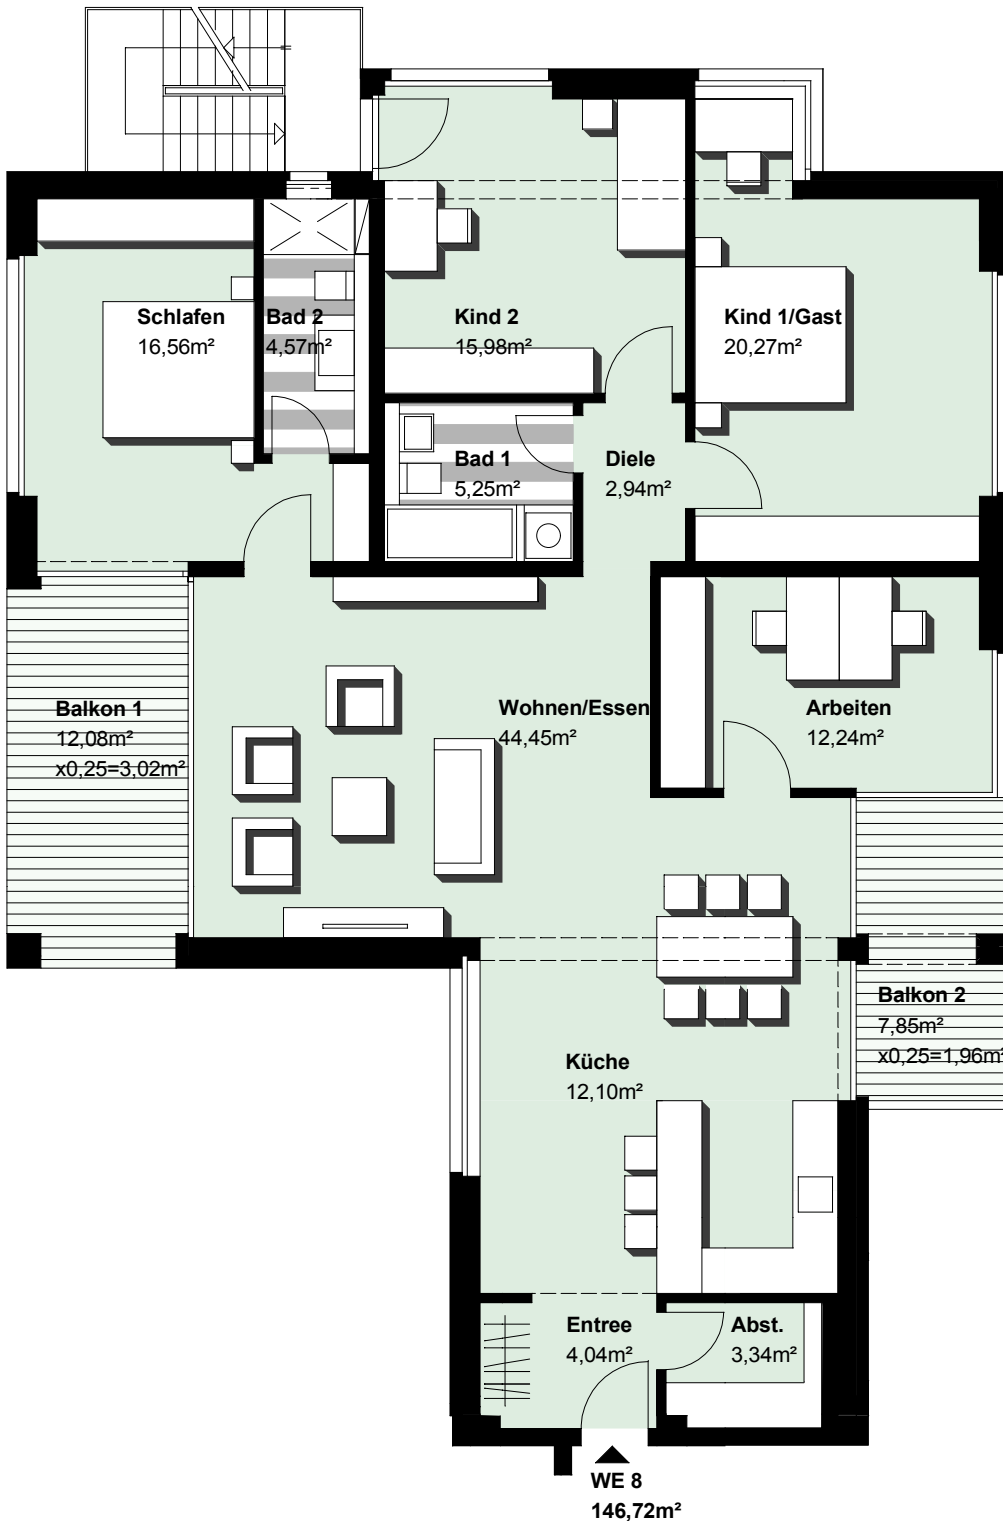 Schlafen
16,56m²
Bad 2
4,57m²
Kind 2
15,98m²
Kind 1/Gast
20,27m²
Bad 1
5,25m²
Diele
2,94m²
Balkon 1
12,08m²
x0,25=3,02m²
Wohnen/Essen
44,45m²
Arbeiten
12,24m²
Balkon 2
7,85m²
x0,25=1,96m²
Küche
12,10m²
Entree
4,04m²
Abst.
3,34m²
WE 8
146,72m²